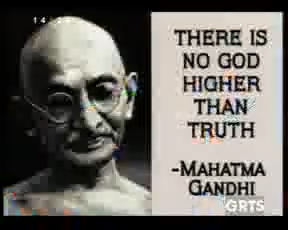 THERE IS
NO GOD
HIGHER
THAN
TRUTH
-MAHATMA
GANDHI
GRTS